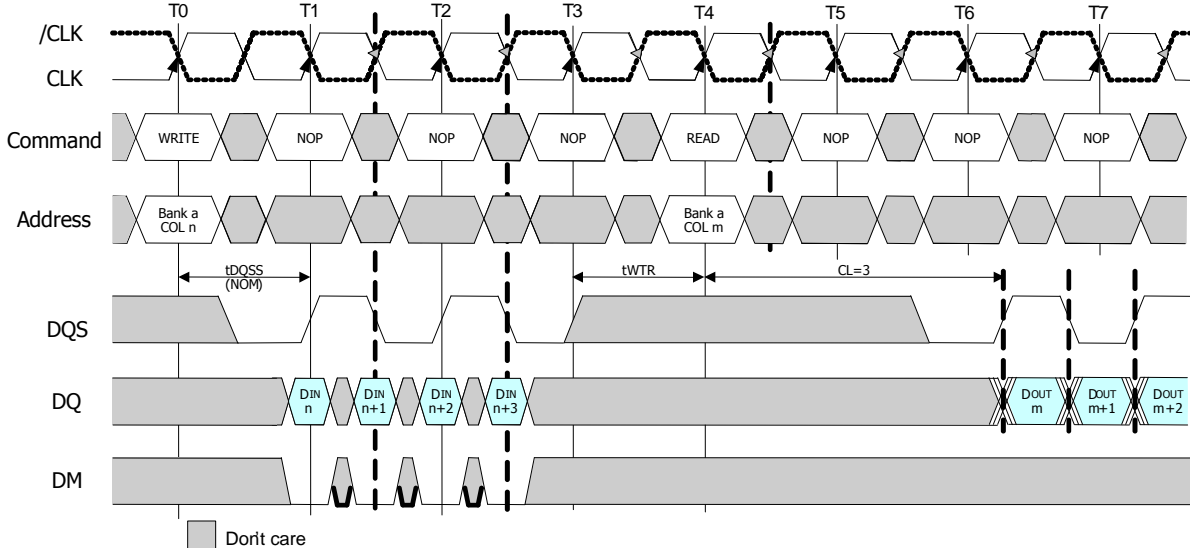 T0 T1 T2 T3 T4 T5 T6 T7
/CLK
CLK
Command WRITE NOP NOP NOP READ NOP NOP NOP
Address Bank a COL n Bank a COL m
tDQSS
(NOM)
tWTR
CL=3
DQS
DQ
DIN
n
DIN
n+1
DIN
n+2
DIN
n+3
DOUT
m
DOUT
m+1
DOUT
m+2
DM
Don't care